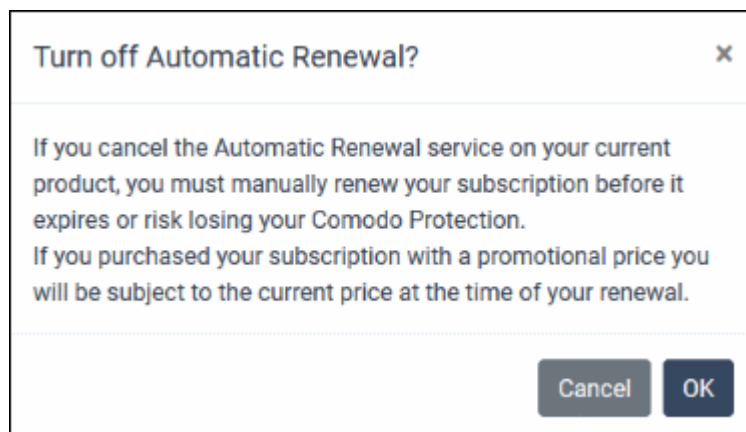 Turn off Automatic Renewal?
×
If you cancel the Automatic Renewal service on your current
product, you must manually renew your subscription before it
expires or risk losing your Comodo Protection.
If you purchased your subscription with a promotional price you
will be subject to the current price at the time of your renewal.
Cancel
OK